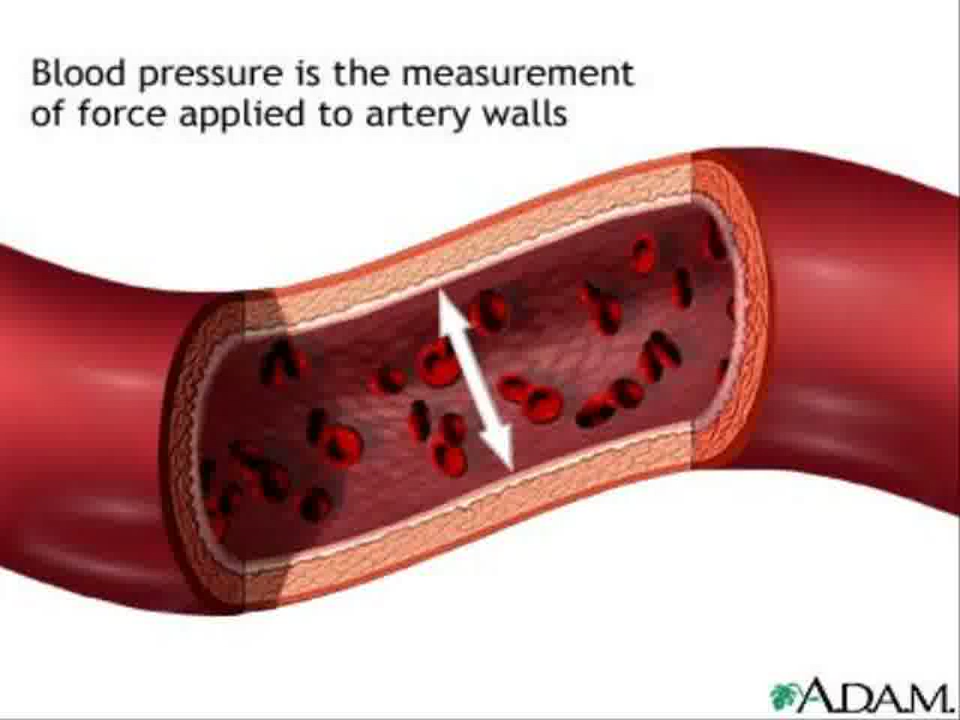 Blood pressure is the measurement
of force applied to artery walls
A.D.A.M.